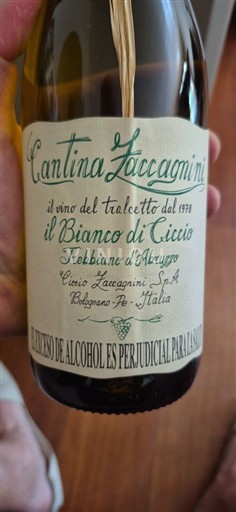 Cantina Zaccagnini
il vino del tralcetto dal 1978
il Bianco di Ciccio
Trebbiano d'Abruzzo
"Ciccio Zaccagnini S.p.A
Bolognano-Pe-Italia
EL EXCESO DE ALCOHOL ES PERJUDICIAL PARA LA